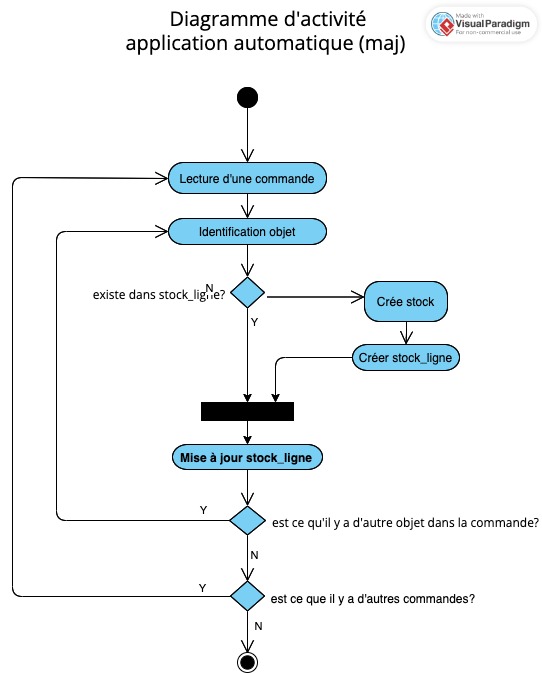 Diagramme d'activité
application automatique (maj)
Made with
VisualParadigm
For non-commercial use
Lecture d'une commande
Identification objet
N
existe dans stock_ligne?
Crée stock
Y
Créer stock_ligne
Mise à jour stock_ligne
Y
est ce qu'il y a d'autre objet dans la commande?
N
Y
est ce que il y a d'autres commandes?
N